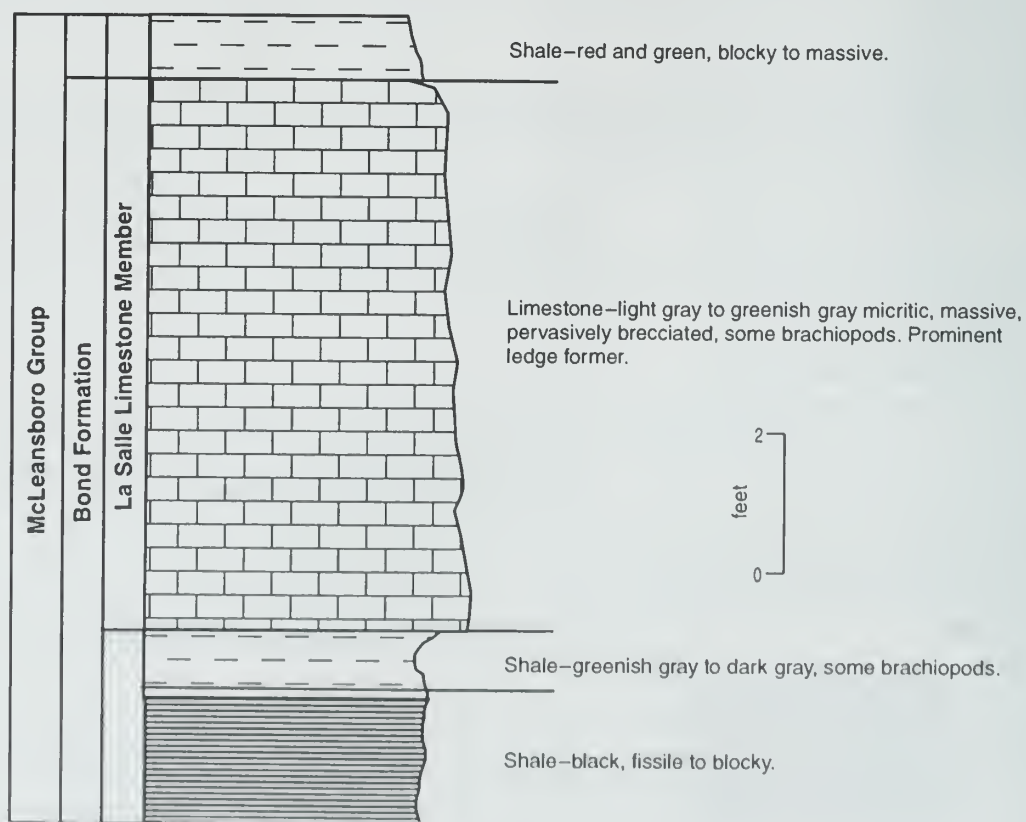 Shale–red and green, blocky to massive.
McLeansboro Group
Bond Formation
La Salle Limestone Member
Limestone–light gray to greenish gray micritic, massive,
pervasively brecciated, some brachiopods. Prominent
ledge former.
2
feet
0
Shale–greenish gray to dark gray, some brachiopods.
Shale–black, fissile to blocky.